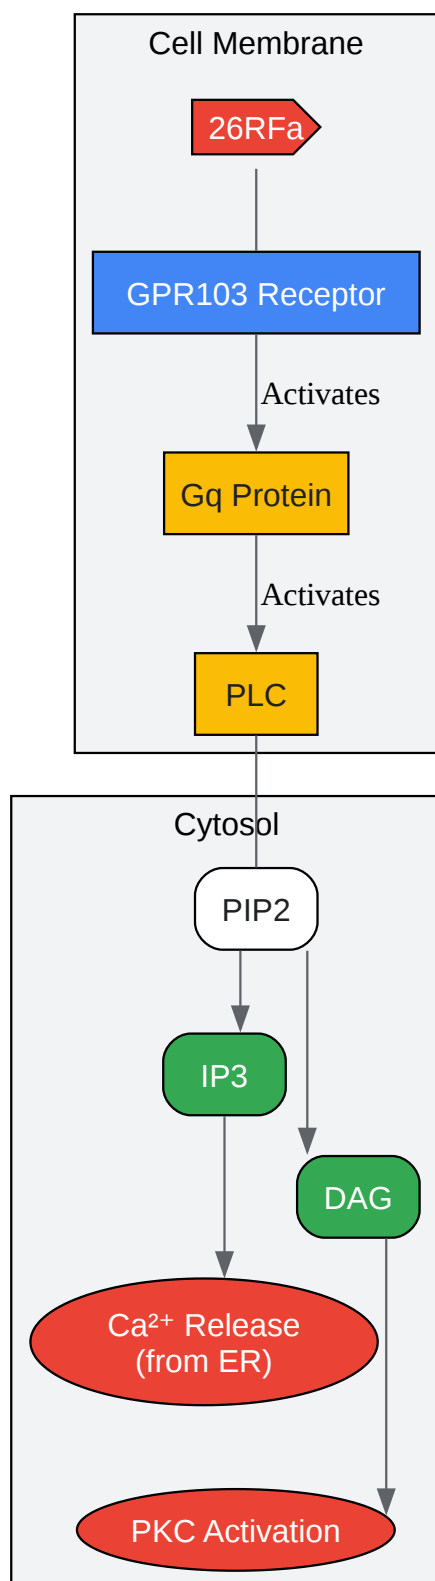 Cell Membrane
26RFa
GPR103 Receptor
Activates
Gq Protein
Activates
PLC
Cytosol
PIP2
IP3
DAG
Ca²⁺ Release
(from ER)
PKC Activation